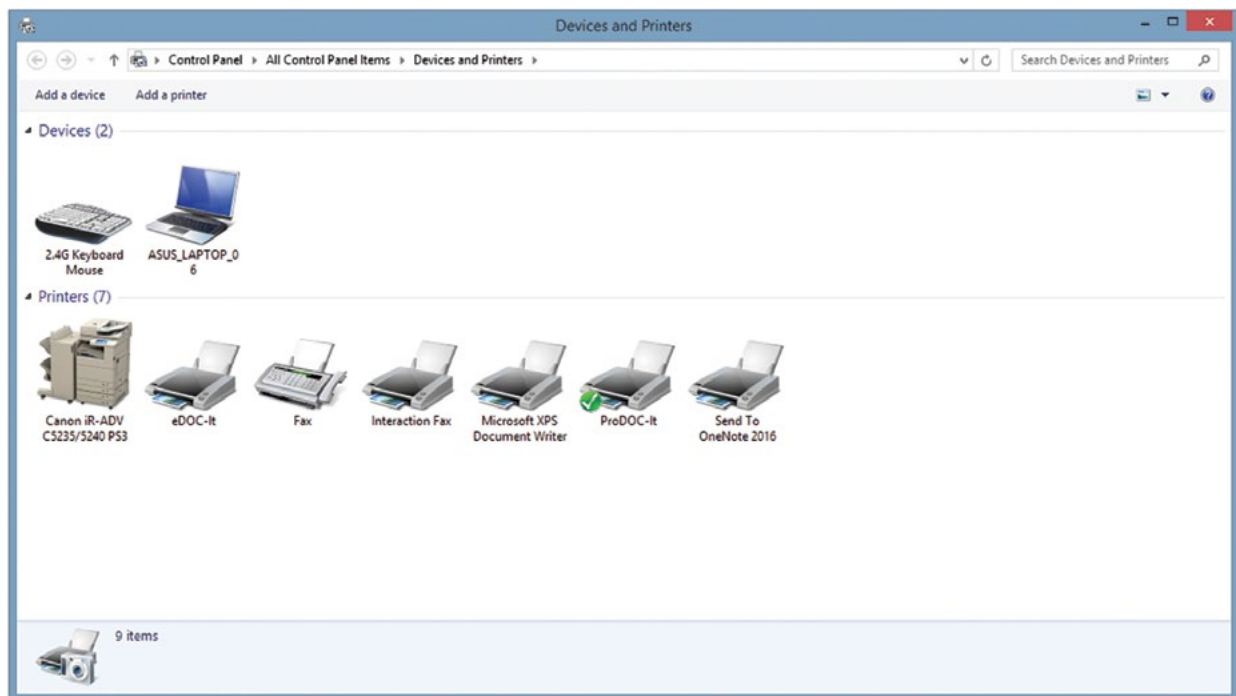 Devices and Printers
Control Panel ▸ All Control Panel Items ▸ Devices and Printers ▸
Search Devices and Printers
Add a device Add a printer
Devices (2)
2.4G Keyboard
Mouse
ASUS_LAPTOP_0
6
Printers (7)
Canon iR-ADV
C5235/5240 PS3
eDOC-It
Fax
Interaction Fax
Microsoft XPS
Document Writer
ProDOC-It
Send To
OneNote 2016
9 items